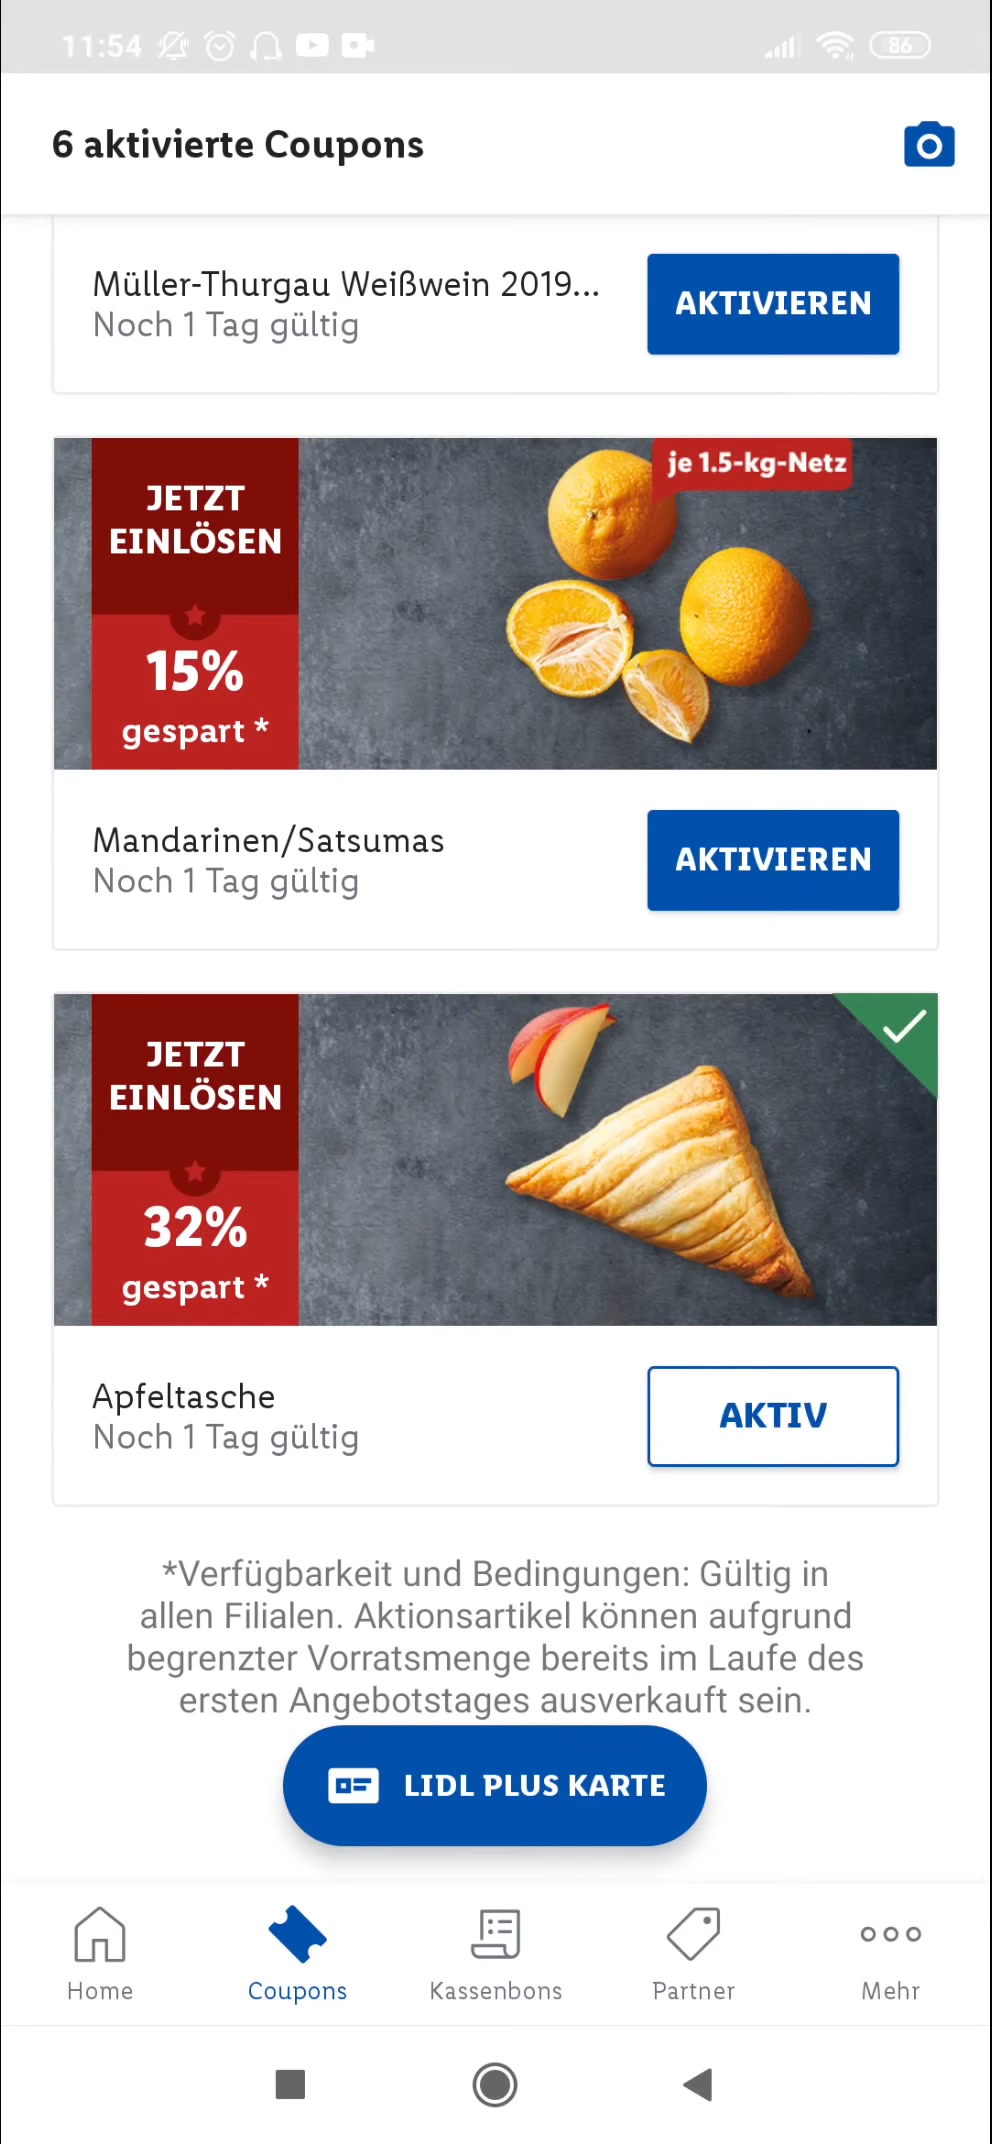 11:54
86
6 aktivierte Coupons
Müller-Thurgau Weißwein 2019...
Noch 1 Tag gültig
AKTIVIEREN
JETZT
EINLÖSEN
15%
gespart *
je 1.5-kg-Netz
Mandarinen/Satsumas
Noch 1 Tag gültig
AKTIVIEREN
JETZT
EINLÖSEN
32%
gespart *
Apfeltasche
Noch 1 Tag gültig
AKTIV
*Verfügbarkeit und Bedingungen: Gültig in
allen Filialen. Aktionsartikel können aufgrund
begrenzter Vorratsmenge bereits im Laufe des
ersten Angebotstages ausverkauft sein.
LIDL PLUS KARTE
Home
Coupons
Kassenbons
Partner
Mehr